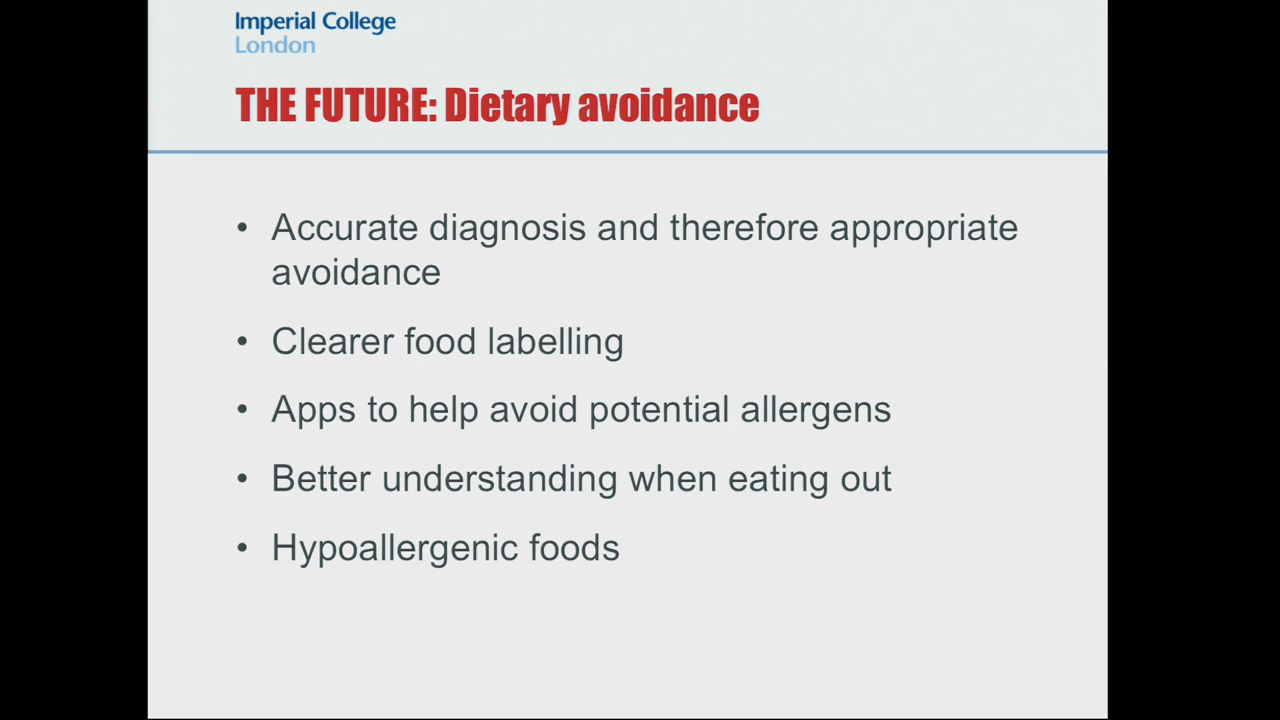 Imperial College
London
THE FUTURE: Dietary avoidance
• Accurate diagnosis and therefore appropriate
avoidance
• Clearer food labelling
• Apps to help avoid potential allergens
• Better understanding when eating out
• Hypoallergenic foods